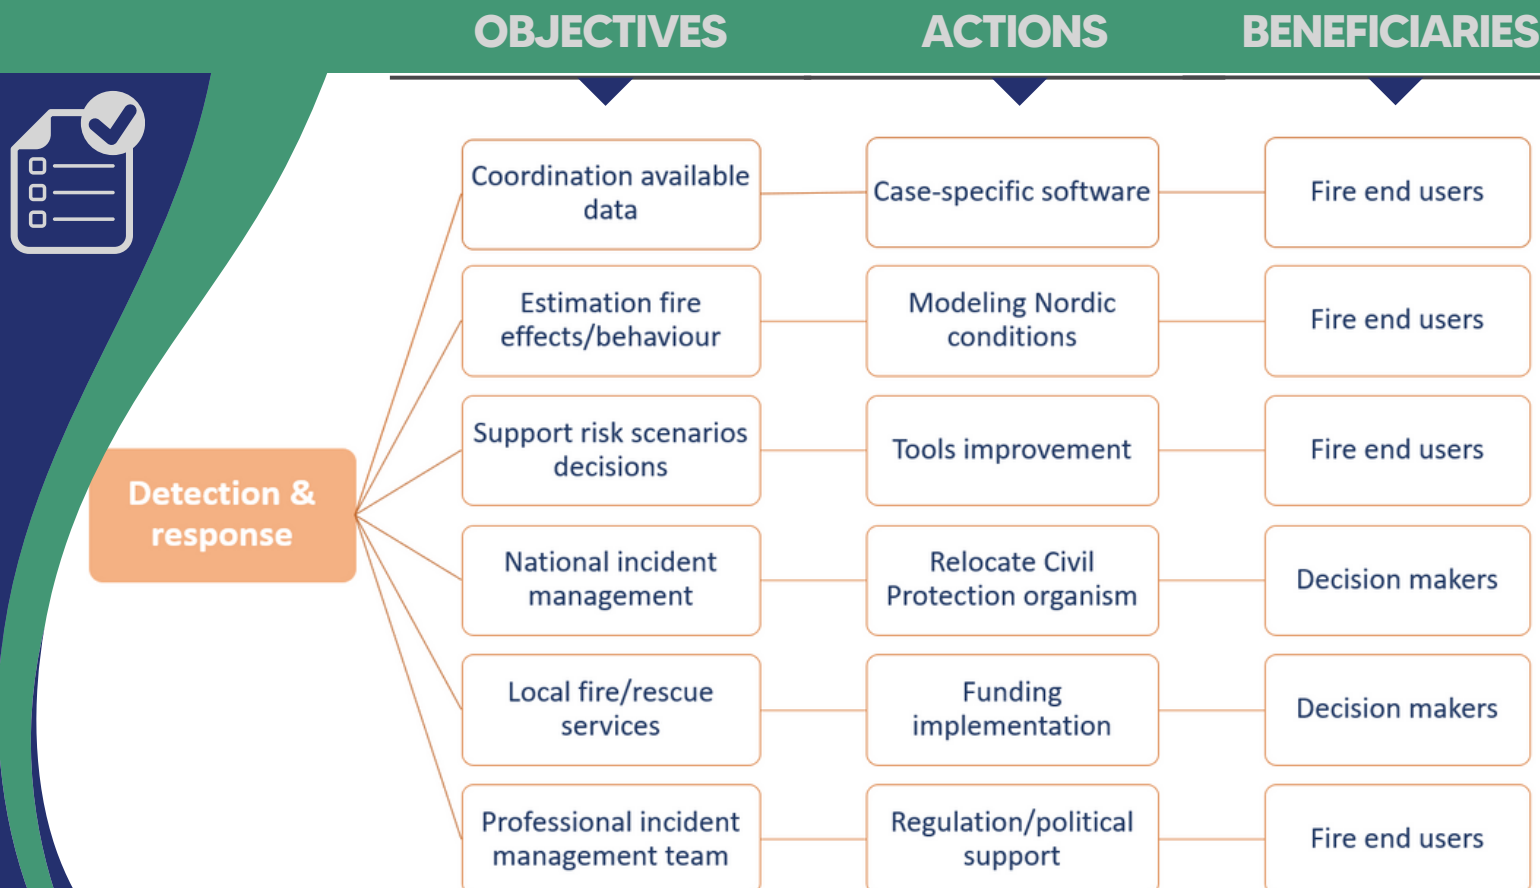 OBJECTIVES
ACTIONS
BENEFICIARIES
Detection &
response
Coordination available
data
Case-specific software
Fire end users
Estimation fire
effects/behaviour
Modeling Nordic
conditions
Fire end users
Support risk scenarios
decisions
Tools improvement
Fire end users
National incident
management
Relocate Civil
Protection organism
Decision makers
Local fire/rescue
services
Funding
implementation
Decision makers
Professional incident
management team
Regulation/political
support
Fire end users